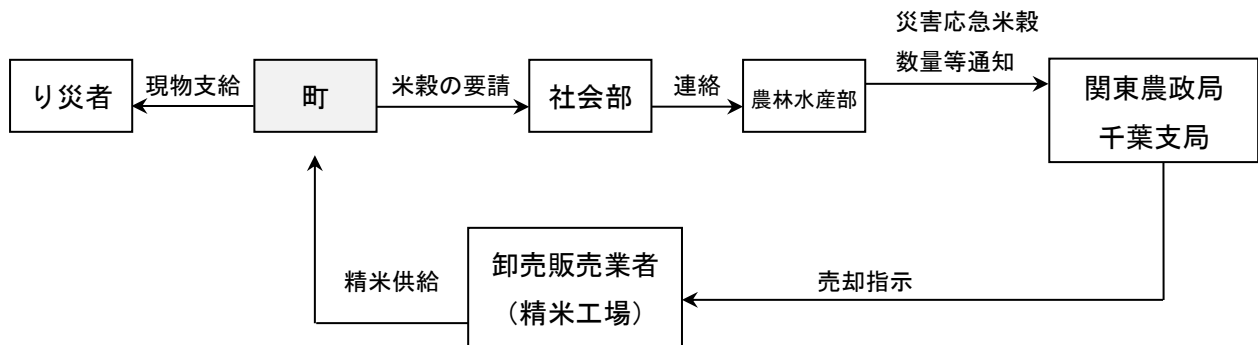 災害応急米穀
数量等通知
り災者
現物支給
町
米穀の要請
社会部
連絡
農林水産部
関東農政局
千葉支局
精米供給
卸売販売業者
（精米工場）
売却指示